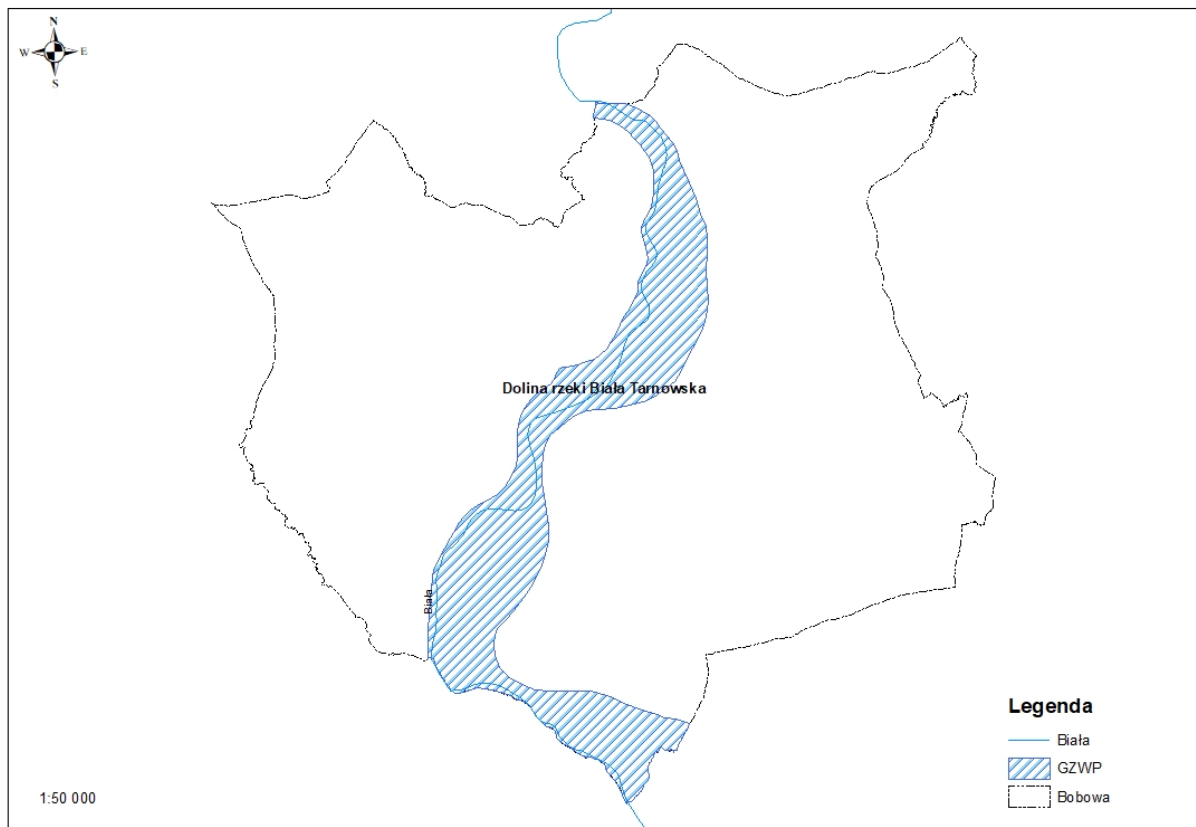 N
W E
S
Dolina rzeki Biała Tarnowska
Biała
Legenda
Biała
GZWP
Bobowa
1:50 000